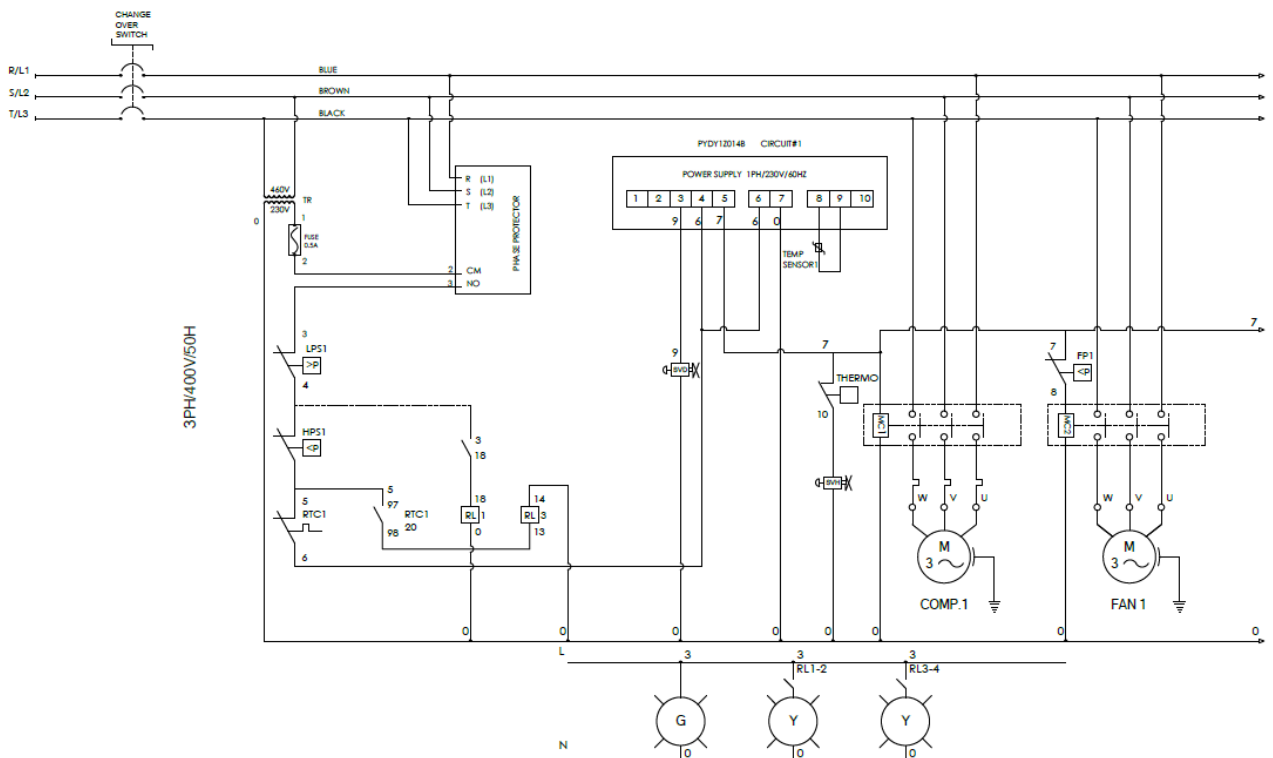 CHANGE
OVER
SWITCH
R/L1
BLUE
S/L2
BROWN
T/L3
BLACK
PYDY1Z014B CIRCUIT#1
POWER SUPPLY 1PH/230V/60HZ
1 2 3 4 5 6 7 8 9 10
9 6 7 6 0
TEMP
SENSOR1
R (L1)
S (L2)
T (L3)
PHASE PROTECTOR
2 CM
3 NO
460V
230V
TR
0
1
FUSE
0.5A
2
3PH/400V/50H
3
LPS1
>P
4
HPS1
<P
5
RTC1
6
5
97
RTC1
20
98
3
18
18
RL 1
0
14
RL 3
13
9
SVD
7
THERMO
10
SVH
7
7
FP1
<P
8
MC1
MC2
W V U
M
3
COMP.1
W V U
M
3
FAN 1
0 0 0 0 0 0 0 0
L
3 3 3
RL1-2
RL3-4
G
Y
Y
N
0 0 0